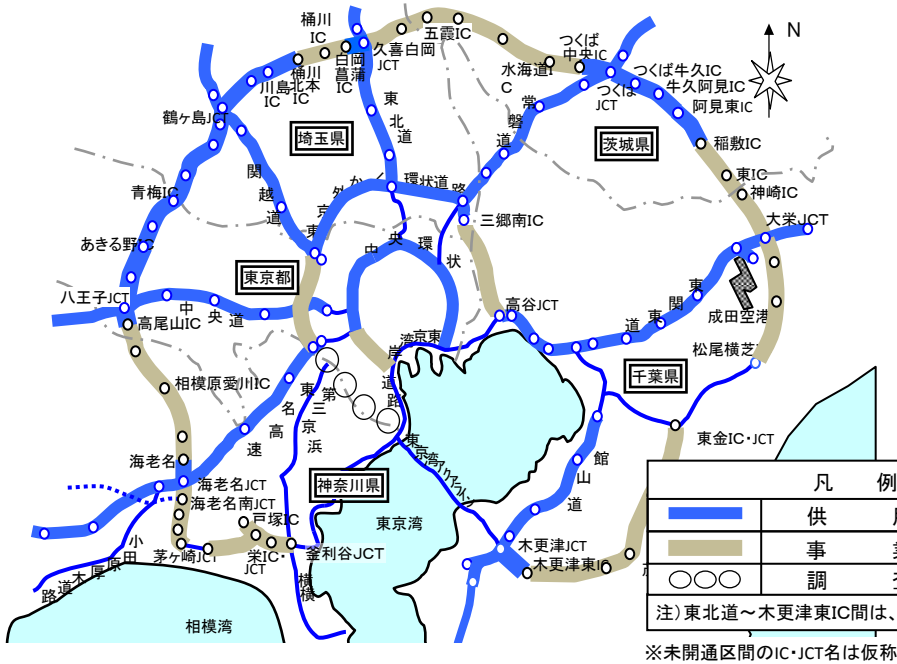 桶川
IC
五霞IC
つくば
中央IC
N
久喜白岡
JCT
白岡
菖蒲
IC
桶川
北本
IC
川島
IC
水海道I
C
つくば牛久IC
つくば
JCT
牛久阿見IC
阿見東IC
鶴ヶ島JCT
埼玉県
東北道
常磐道
茨城県
稲敷IC
東IC
神崎IC
大栄JCT
関越道
東京外かく環状道路
青梅IC
三郷南IC
あきる野IC
中央環状
東京都
八王子JCT
中央道
高尾山IC
高谷JCT
東関東道
成田空港
松尾横芝
東京湾岸道路
千葉県
相模原愛川IC
東名高速
第三京浜
東金IC・JCT
海老名
海老名JCT
海老名南JCT
神奈川県
東京湾アクアライン
館山道
戸塚IC
東京湾
小田原厚木道路
茅ヶ崎JCT
栄IC・
JCT
釜利谷JCT
横横
木更津JCT
木更津東IC
相模湾
凡 例
供
事
調
注)東北道～木更津東IC間は、
※未開通区間のIC・JCT名は仮称